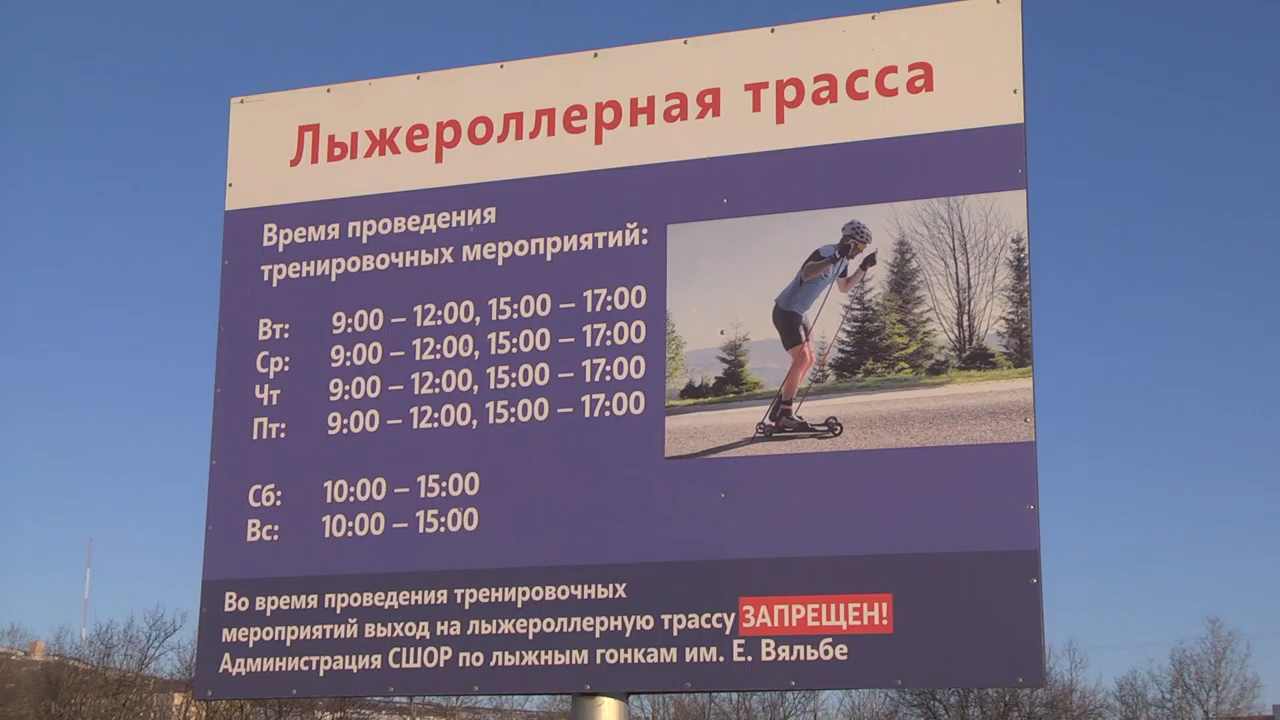 Лыжероллерная трасса
Время проведения
тренировочных мероприятий:
Вт: 9:00 – 12:00, 15:00 – 17:00
Ср: 9:00 – 12:00, 15:00 – 17:00
Чт 9:00 – 12:00, 15:00 – 17:00
Пт: 9:00 – 12:00, 15:00 – 17:00
Сб: 10:00 – 15:00
Вс: 10:00 – 15:00
Во время проведения тренировочных
мероприятий выход на лыжероллерную трассу ЗАПРЕЩЕН!
Администрация СШОР по лыжным гонкам им. Е. Вяльбе